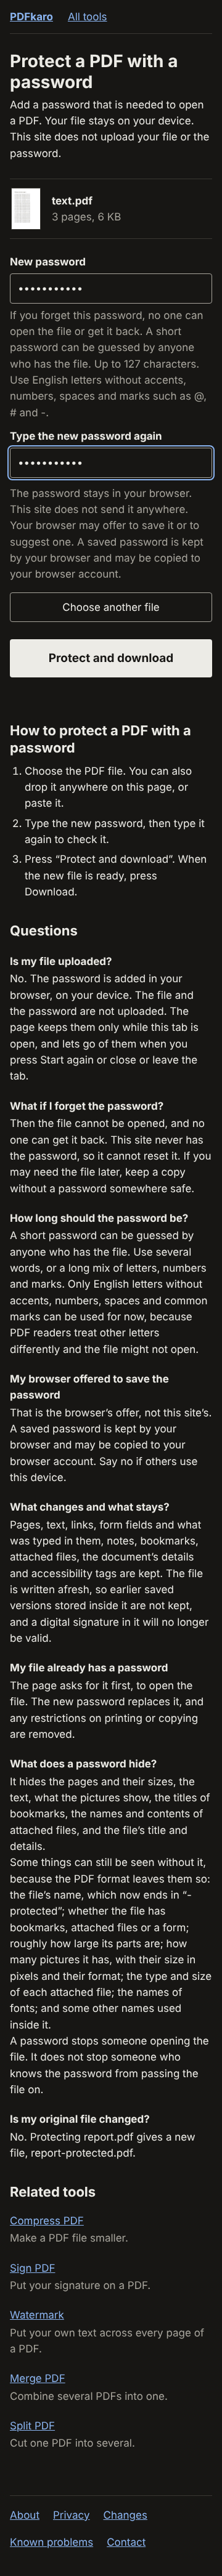 PDFkaro All tools
Protect a PDF with a
password
Add a password that is needed to open
a PDF. Your file stays on your device.
This site does not upload your file or the
password.
text.pdf
3 pages, 6 KB
New password
•••••••••••
If you forget this password, no one can
open the file or get it back. A short
password can be guessed by anyone
who has the file. Up to 127 characters.
Use English letters without accents,
numbers, spaces and marks such as @,
# and -.
Type the new password again
•••••••••••
The password stays in your browser.
This site does not send it anywhere.
Your browser may offer to save it or to
suggest one. A saved password is kept
by your browser and may be copied to
your browser account.
Choose another file
Protect and download
How to protect a PDF with a
password
1. Choose the PDF file. You can also
drop it anywhere on this page, or
paste it.
2. Type the new password, then type it
again to check it.
3. Press “Protect and download”. When
the new file is ready, press
Download.
Questions
Is my file uploaded?
No. The password is added in your
browser, on your device. The file and
the password are not uploaded. The
page keeps them only while this tab is
open, and lets go of them when you
press Start again or close or leave the
tab.
What if I forget the password?
Then the file cannot be opened, and no
one can get it back. This site never has
the password, so it cannot reset it. If you
may need the file later, keep a copy
without a password somewhere safe.
How long should the password be?
A short password can be guessed by
anyone who has the file. Use several
words, or a long mix of letters, numbers
and marks. Only English letters without
accents, numbers, spaces and common
marks can be used for now, because
PDF readers treat other letters
differently and the file might not open.
My browser offered to save the
password
That is the browser’s offer, not this site’s.
A saved password is kept by your
browser and may be copied to your
browser account. Say no if others use
this device.
What changes and what stays?
Pages, text, links, form fields and what
was typed in them, notes, bookmarks,
attached files, the document’s details
and accessibility tags are kept. The file
is written afresh, so earlier saved
versions stored inside it are not kept,
and a digital signature in it will no longer
be valid.
My file already has a password
The page asks for it first, to open the
file. The new password replaces it, and
any restrictions on printing or copying
are removed.
What does a password hide?
It hides the pages and their sizes, the
text, what the pictures show, the titles of
bookmarks, the names and contents of
attached files, and the file’s title and
details.
Some things can still be seen without it,
because the PDF format leaves them so:
the file’s name, which now ends in “-
protected”; whether the file has
bookmarks, attached files or a form;
roughly how large its parts are; how
many pictures it has, with their size in
pixels and their format; the type and size
of each attached file; the names of
fonts; and some other names used
inside it.
A password stops someone opening the
file. It does not stop someone who
knows the password from passing the
file on.
Is my original file changed?
No. Protecting report.pdf gives a new
file, report-protected.pdf.
Related tools
Compress PDF
Make a PDF file smaller.
Sign PDF
Put your signature on a PDF.
Watermark
Put your own text across every page of
a PDF.
Merge PDF
Combine several PDFs into one.
Split PDF
Cut one PDF into several.
About Privacy Changes
Known problems Contact